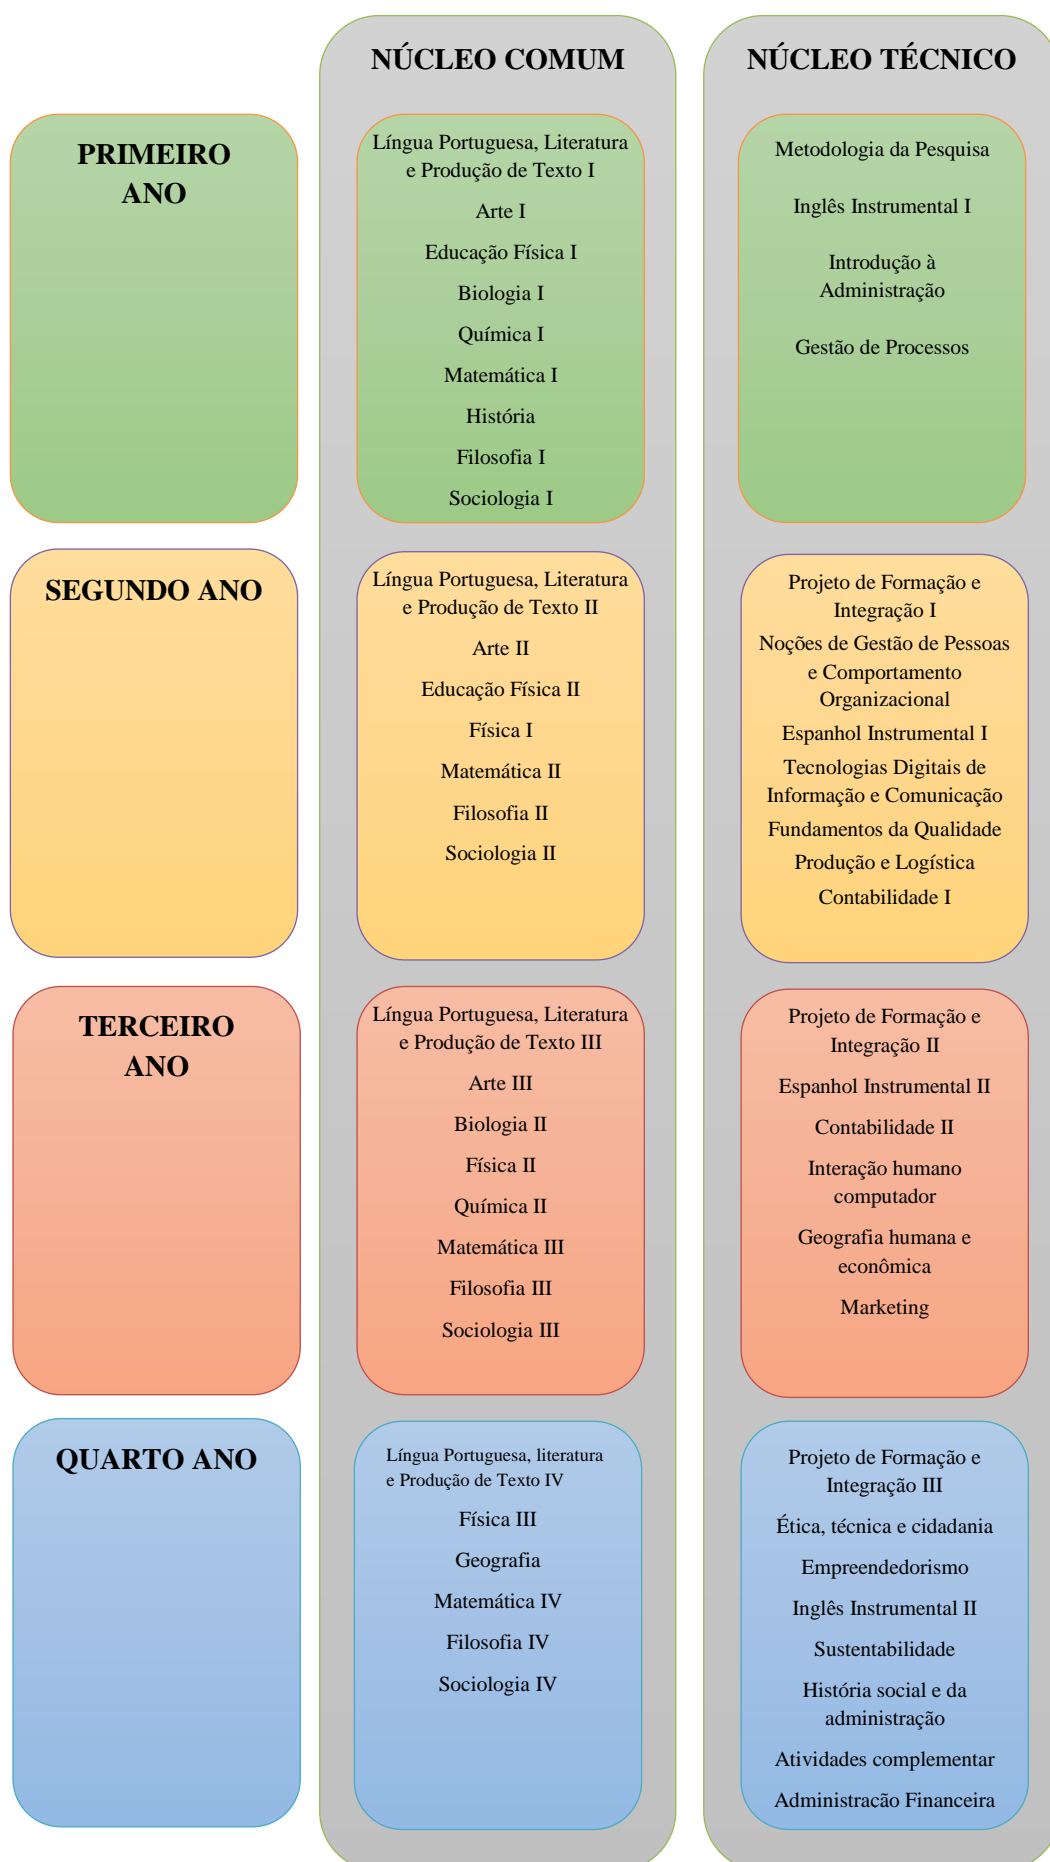 NÚCLEO COMUM
NÚCLEO TÉCNICO
PRIMEIRO
ANO
Língua Portuguesa, Literatura
e Produção de Texto I
Arte I
Educação Física I
Biologia I
Química I
Matemática I
História
Filosofia I
Sociologia I
Metodologia da Pesquisa
Inglês Instrumental I
Introdução à
Administração
Gestão de Processos
SEGUNDO ANO
Língua Portuguesa, Literatura
e Produção de Texto II
Arte II
Educação Física II
Física I
Matemática II
Filosofia II
Sociologia II
Projeto de Formação e
Integração I
Noções de Gestão de Pessoas
e Comportamento
Organizacional
Espanhol Instrumental I
Tecnologias Digitais de
Informação e Comunicação
Fundamentos da Qualidade
Produção e Logística
Contabilidade I
TERCEIRO
ANO
Língua Portuguesa, Literatura
e Produção de Texto III
Arte III
Biologia II
Física II
Química II
Matemática III
Filosofia III
Sociologia III
Projeto de Formação e
Integração II
Espanhol Instrumental II
Contabilidade II
Interação humano
computador
Geografia humana e
econômica
Marketing
QUARTO ANO
Língua Portuguesa, literatura
e Produção de Texto IV
Física III
Geografia
Matemática IV
Filosofia IV
Sociologia IV
Projeto de Formação e
Integração III
Ética, técnica e cidadania
Empreendedorismo
Inglês Instrumental II
Sustentabilidade
História social e da
administração
Atividades complementar
Administração Financeira